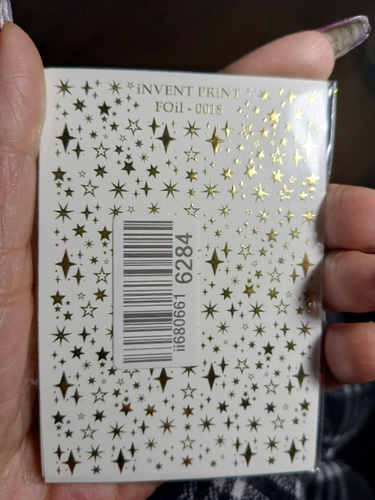 iNVENT PRiNT
FOil - 0018
ii680661 6284